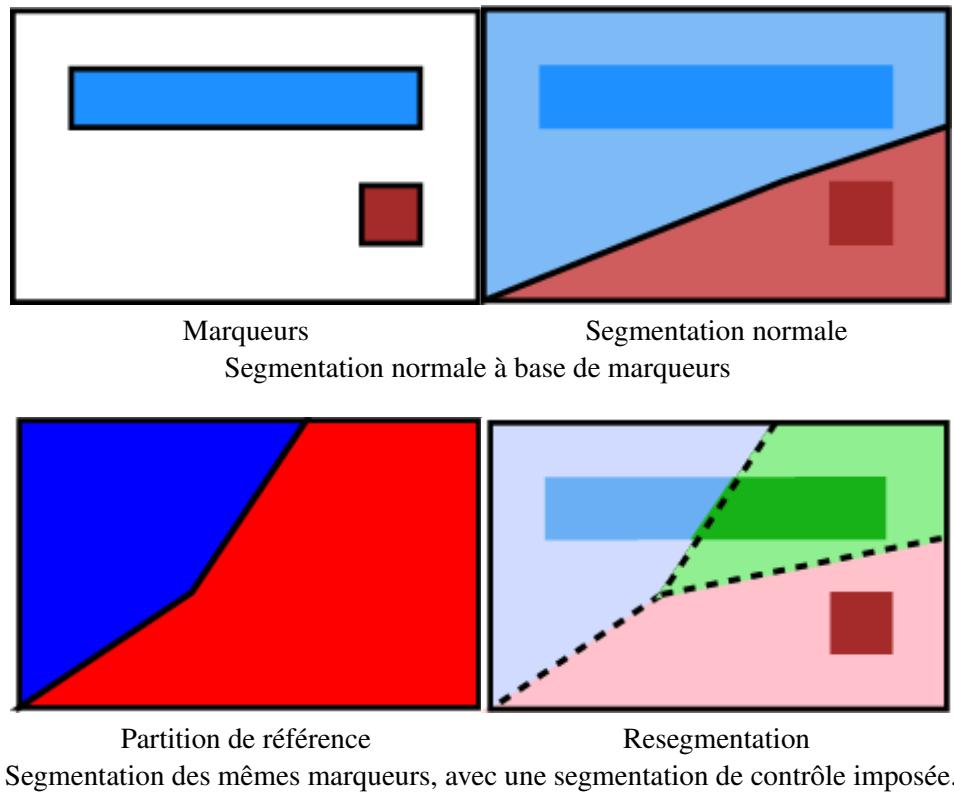 Marqueurs
Segmentation normale
Segmentation normale à base de marqueurs
Partition de référence
Resegmentation
Segmentation des mêmes marqueurs, avec une segmentation de contrôle imposée.